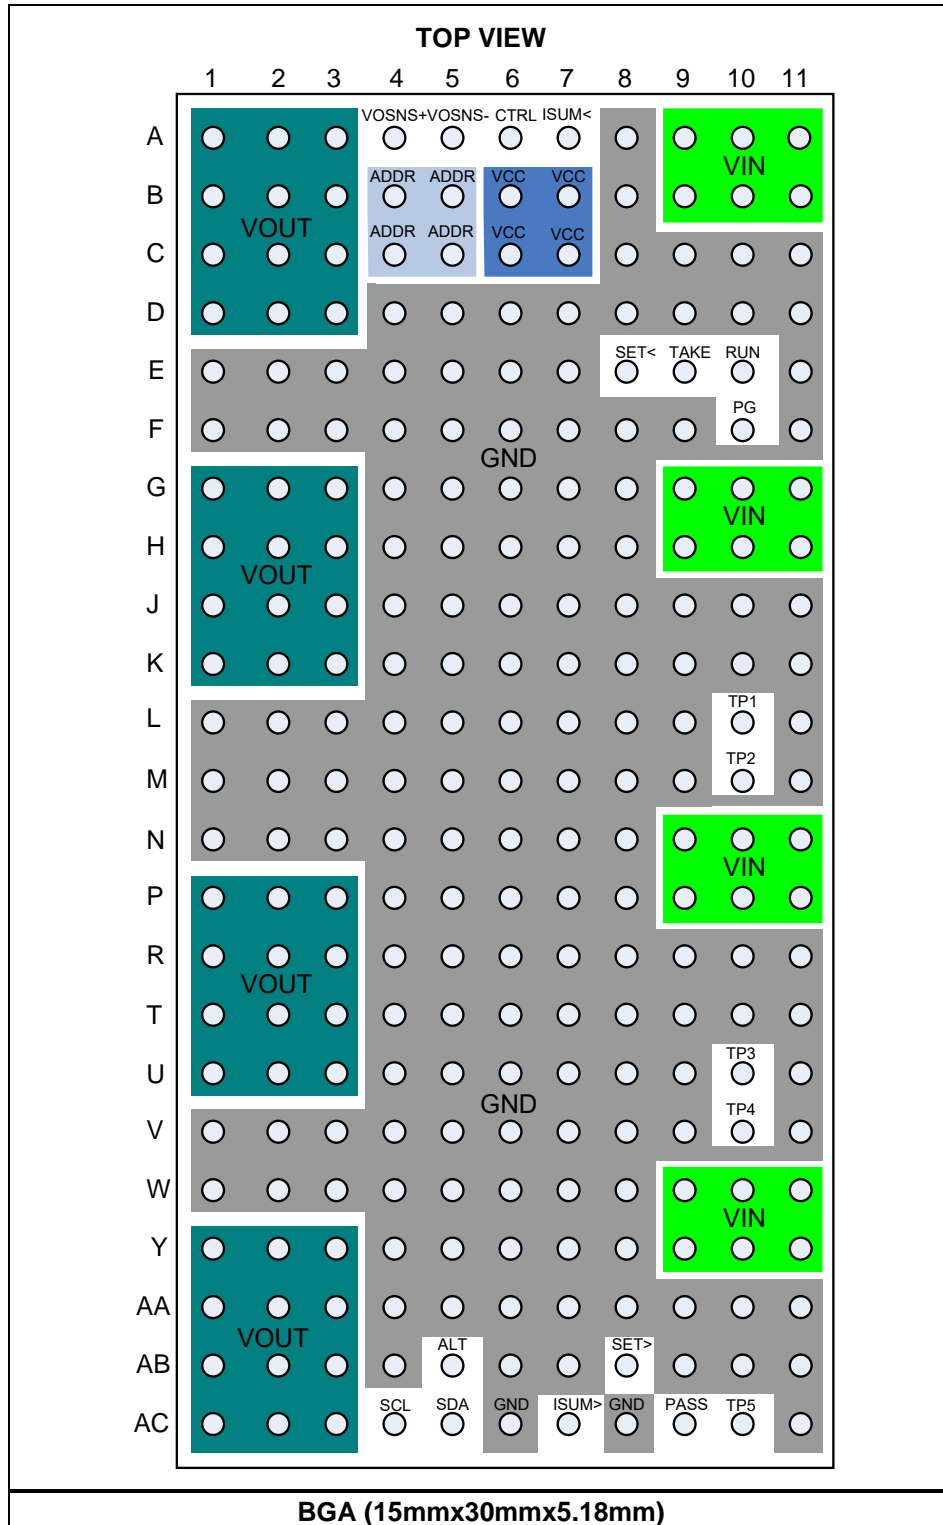 TOP VIEW
1 2 3 4 5 6 7 8 9 10 11
VOSNS+ VOSNS- CTRL ISUM<
A
VIN
ADDR ADDR VCC VCC
B
VOUT
ADDR ADDR VCC VCC
C
D
SET< TAKE RUN
E
PG
F
GND
G
VIN
H
VOUT
J
K
TP1
L
TP2
M
N
VIN
P
R
VOUT
T
TP3
U
GND
TP4
V
W
VIN
Y
AA
VOUT
ALT SET>
AB
SCL SDA GND ISUM> GND PASS TP5
AC
BGA (15mmx30mmx5.18mm)